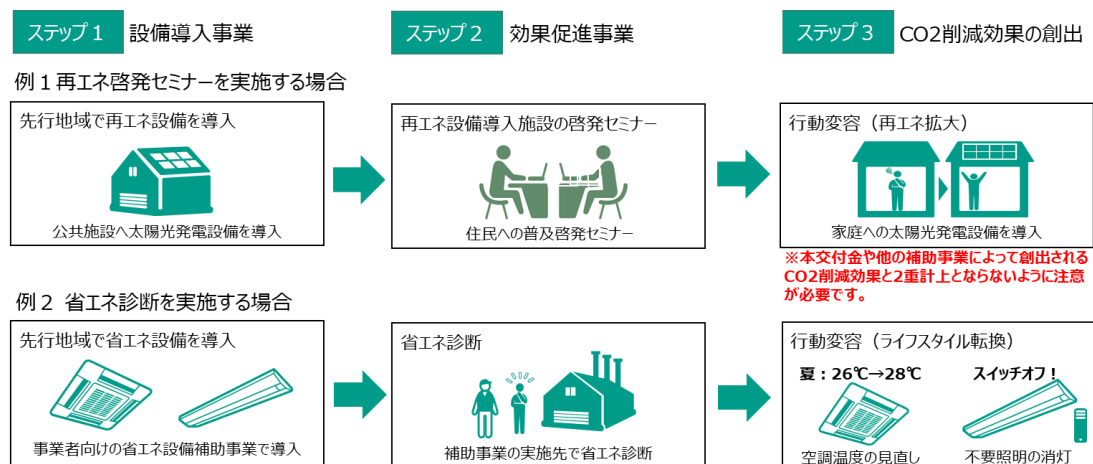 ステップ1 設備導入事業
ステップ2 効果促進事業
ステップ3 CO2削減効果の創出
例1再エネ啓発セミナーを実施する場合
先行地域で再エネ設備を導入
公共施設へ太陽光発電設備を導入
再エネ設備導入施設の啓発セミナー
住民への普及啓発セミナー
行動変容（再エネ拡大）
家庭への太陽光発電設備を導入
※本交付金や他の補助事業によって創出される
CO2削減効果と2重計上とならないように注意
が必要です。
例2 省エネ診断を実施する場合
先行地域で省エネ設備を導入
事業者向けの省エネ設備補助事業で導入
省エネ診断
補助事業の実施先で省エネ診断
行動変容（ライフスタイル転換）
夏：26℃→28℃
スイッチオフ！
空調温度の見直し
不要照明の消灯